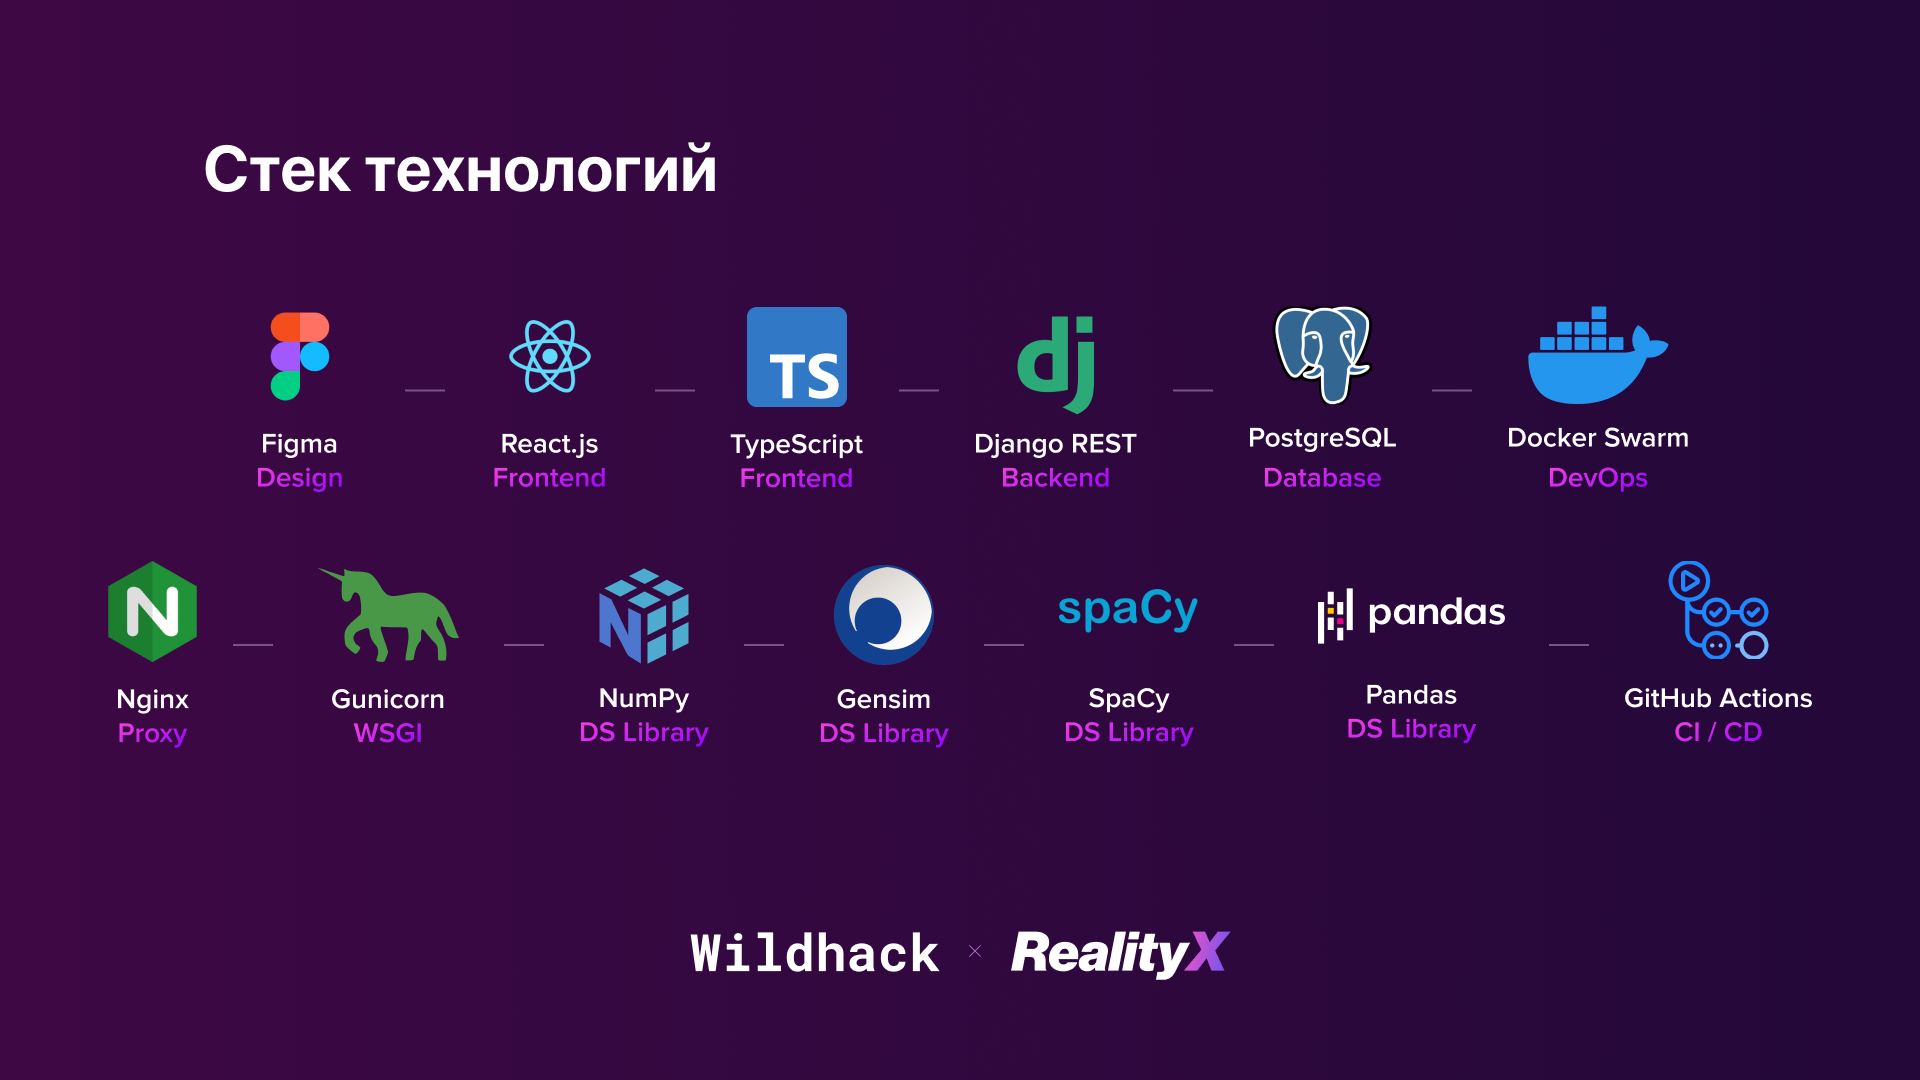 Стек технологий
TS
dj
Figma
Design
React.js
Frontend
TypeScript
Frontend
Django REST
Backend
PostgreSQL
Database
Docker Swarm
DevOps
N
N
spaCy
pandas
Nginx
Proxy
Gunicorn
WSGI
NumPy
DS Library
Gensim
DS Library
SpaCy
DS Library
Pandas
DS Library
GitHub Actions
CI / CD
Wildhack × RealityX